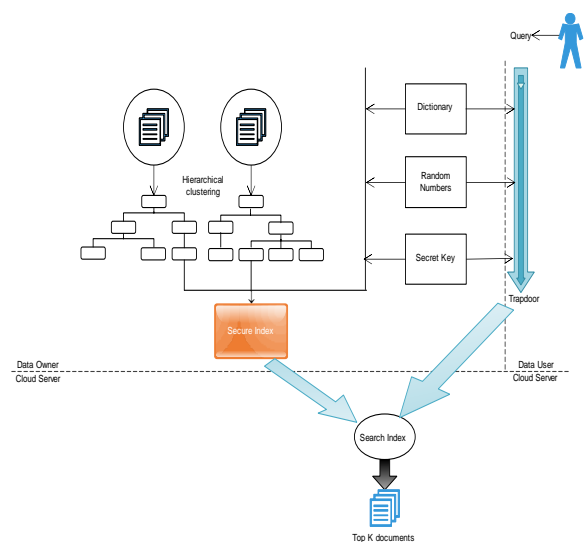 Query
Dictionary
Hierarchical
clustering
Random
Numbers
Secret Key
Trapdoor
Secure Index
Data Owner
Data User
Cloud Server
Cloud Server
Search Index
Top K documents